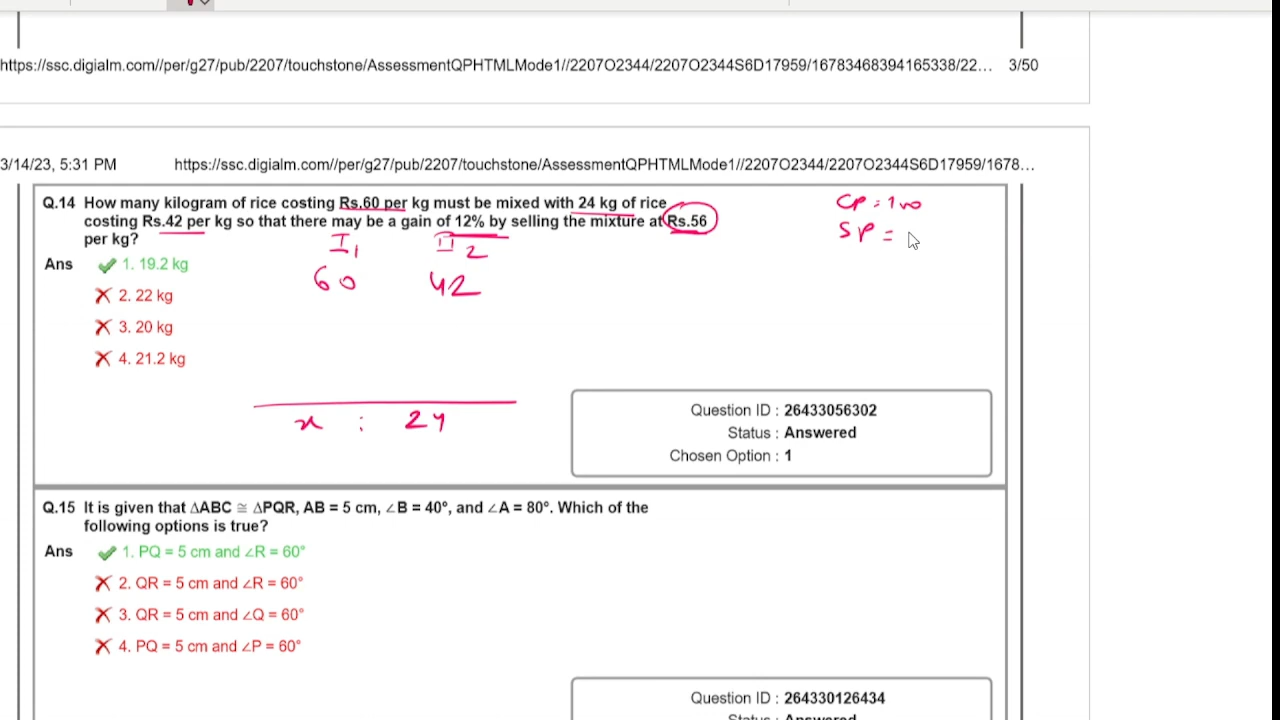 https://ssc.digialm.com//per/g27/pub/2207/touchstone/AssessmentQPHTMLMode1//2207O2344/2207O2344S6D17959/16783468394165338/22... 3/50
3/14/23, 5:31 PM https://ssc.digialm.com//per/g27/pub/2207/touchstone/AssessmentQPHTMLMode1//2207O2344/2207O2344S6D17959/1678...
Q.14 How many kilogram of rice costing Rs.60 per kg must be mixed with 24 kg of rice
costing Rs.42 per kg so that there may be a gain of 12% by selling the mixture at Rs.56
per kg?
CP = 100
SP =
I1 II2
60 42
Ans 1. 19.2 kg
2. 22 kg
3. 20 kg
4. 21.2 kg
x : 24
Question ID : 26433056302
Status : Answered
Chosen Option : 1
Q.15 It is given that ΔABC ≅ ΔPQR, AB = 5 cm, ∠B = 40°, and ∠A = 80°. Which of the
following options is true?
Ans 1. PQ = 5 cm and ∠R = 60°
2. QR = 5 cm and ∠R = 60°
3. QR = 5 cm and ∠Q = 60°
4. PQ = 5 cm and ∠P = 60°
Question ID : 264330126434
Status : Answered